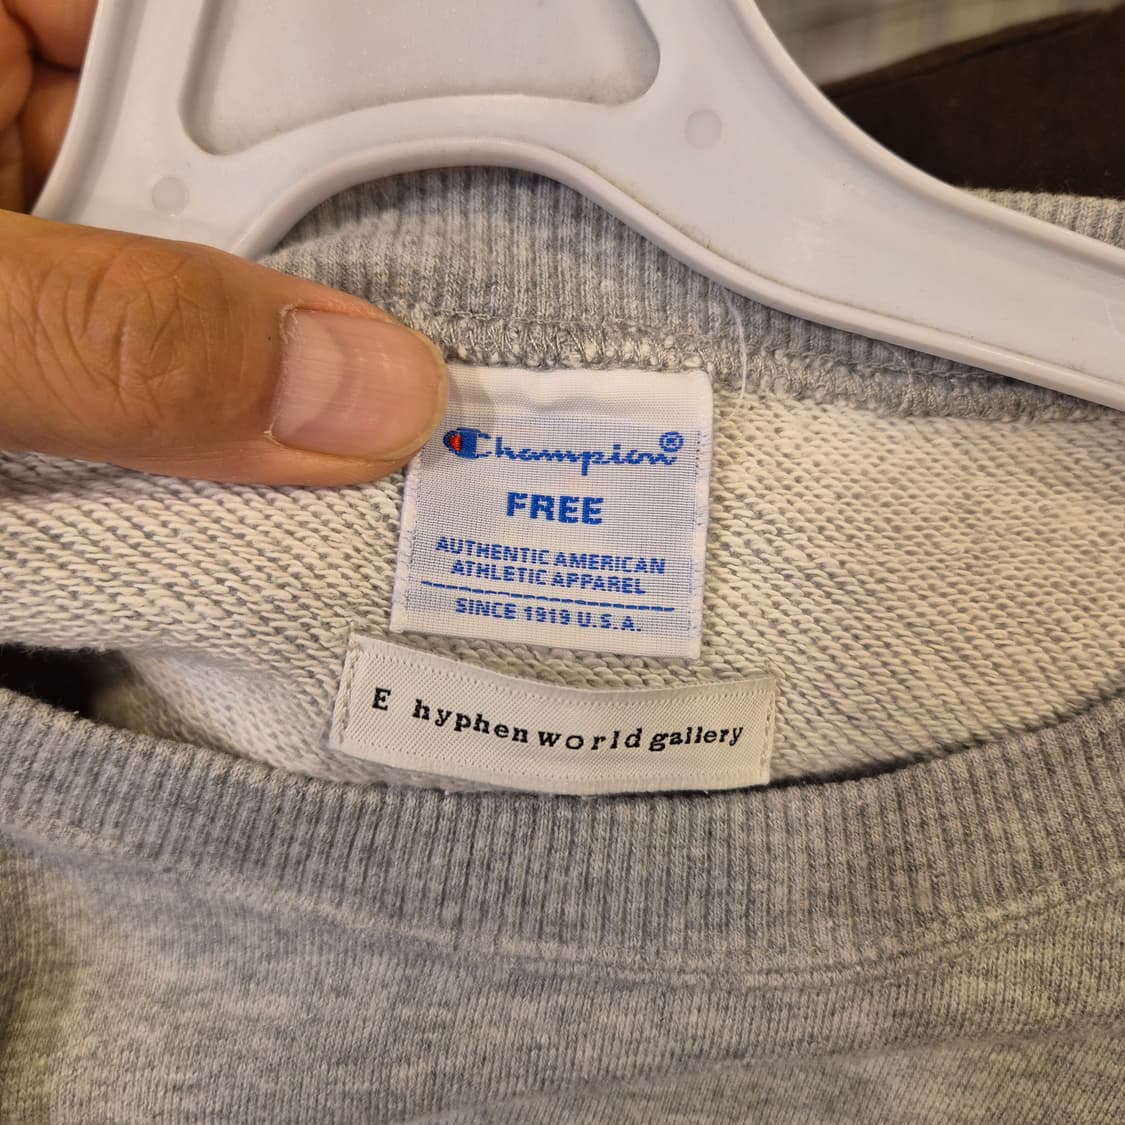 Champion®
FREE
AUTHENTIC AMERICAN
ATHLETIC APPAREL
SINCE 1919 U.S.A.
E hyphen world gallery